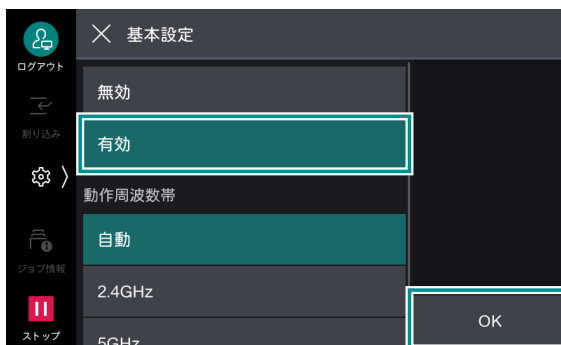 基本設定
ログアウト
割り込み
ジョブ情報
ストップ
無効
有効
動作周波数帯
自動
2.4GHz
5GHz
OK